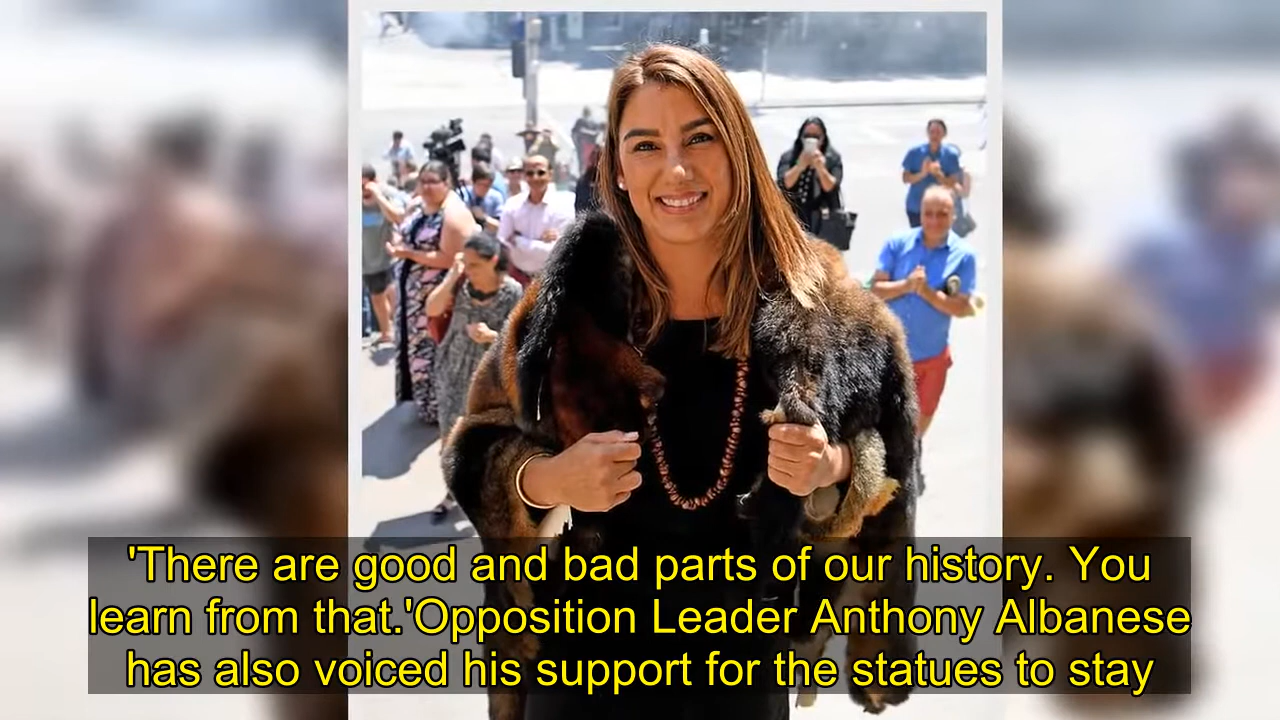 'There are good and bad parts of our history. You
learn from that.'Opposition Leader Anthony Albanese
has also voiced his support for the statues to stay